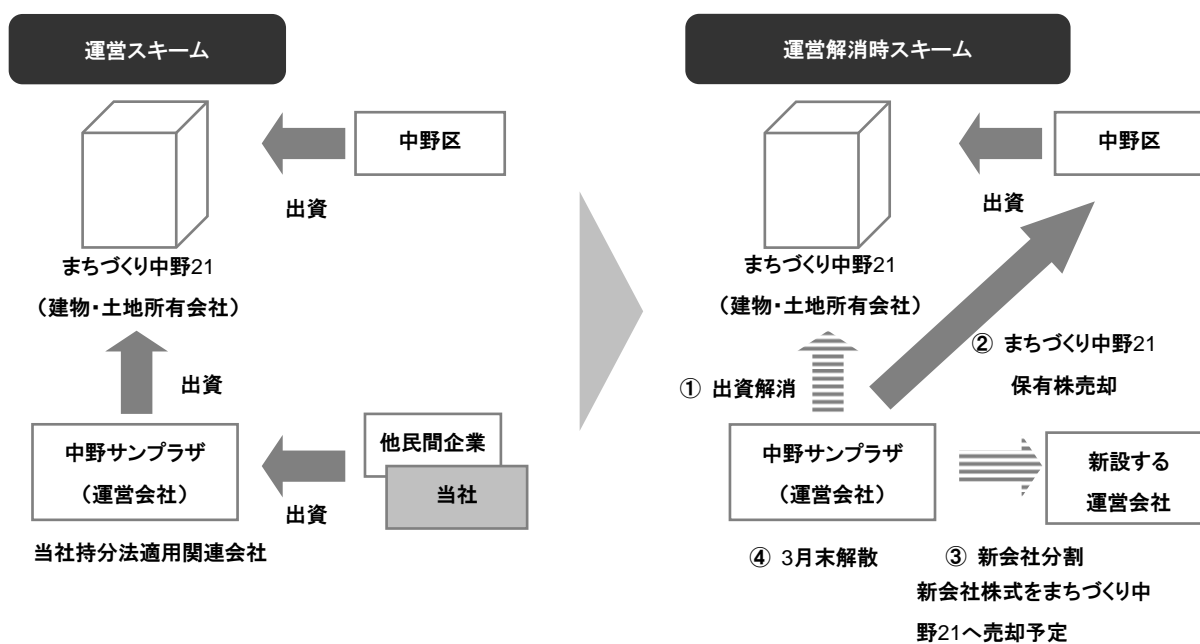 運営スキーム
中野区
出資
まちづくり中野21
（建物・土地所有会社）
出資
中野サンプラザ
（運営会社）
他民間企業
当社
出資
当社持分法適用関連会社
運営解消時スキーム
中野区
出資
まちづくり中野21
（建物・土地所有会社）
② まちづくり中野21
保有株売却
① 出資解消
中野サンプラザ
（運営会社）
新設する
運営会社
④ 3月末解散
③ 新会社分割
新会社株式をまちづくり中
野21へ売却予定